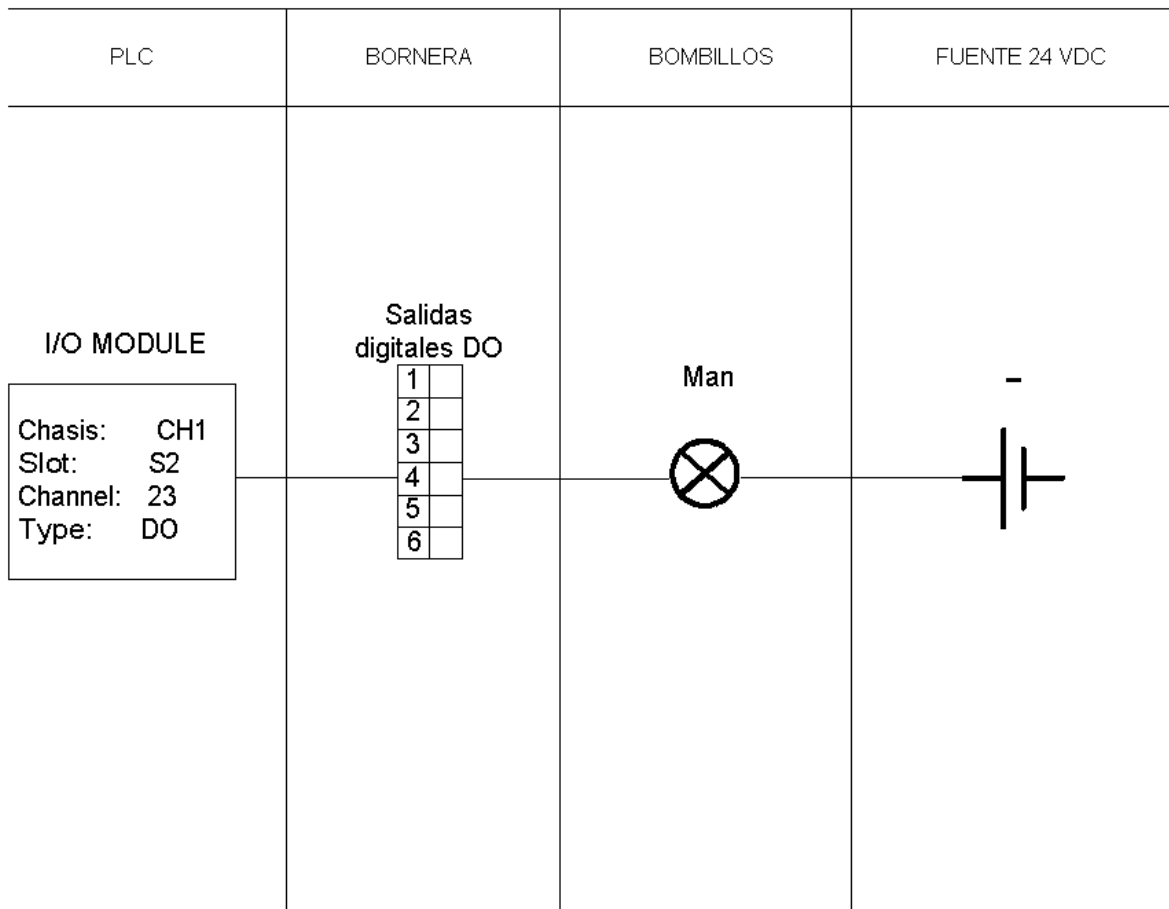 PLC
BORNERA
BOMBILLOS
FUENTE 24 VDC
I/O MODULE
Chasis: CH1
Slot: S2
Channel: 23
Type: DO
Salidas
digitales DO
1
2
3
4
5
6
Man
-